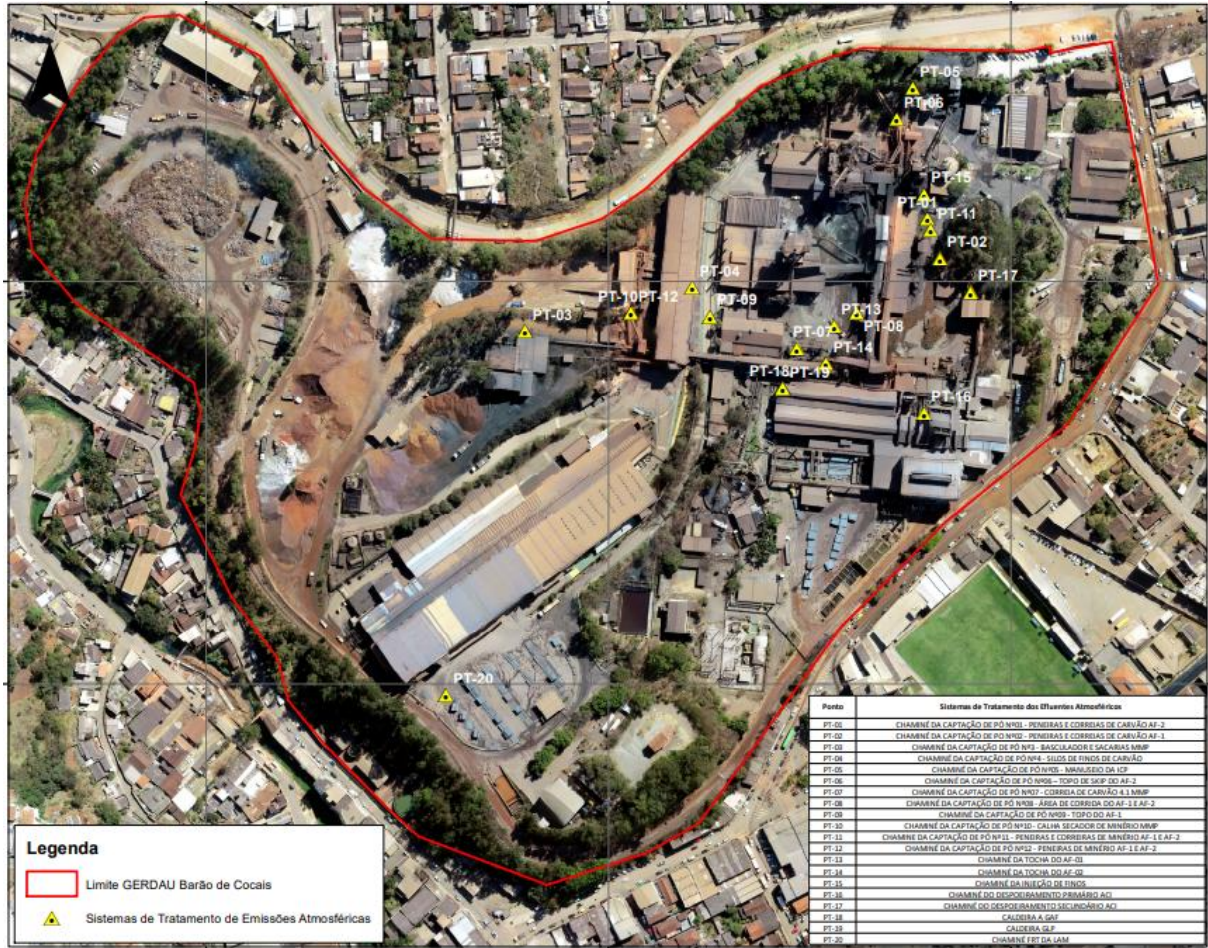 N
PT-05
PT-06
PT-15
PT-01
PT-11
PT-02
PT-17
PT-04
PT-10PT-12
PT-09
PT-03
PT-13
PT-07
PT-08
PT-14
PT-18PT-19
PT-16
PT-20
Legenda
Limite GERDAU Barão de Cocais
Sistemas de Tratamento de Emissões Atmosféricas
Ponto Sistemas de Tratamento dos Efluentes Atmosféricos
PT-01 CHAMINÉ DA CAPTAÇÃO DE PÓ Nº01 - PENEIRAS E CORREIAS DE CARVÃO AF-2
PT-02 CHAMINÉ DA CAPTAÇÃO DE PÓ Nº02 - PENEIRAS E CORREIAS DE CARVÃO AF-1
PT-03 CHAMINÉ DA CAPTAÇÃO DE PÓ Nº3 - BASCULADOR E SACARIAS MMP
PT-04 CHAMINÉ DA CAPTAÇÃO DE PÓ Nº4 - SILOS DE FINOS DE CARVÃO
PT-05 CHAMINÉ DA CAPTAÇÃO DE PÓ Nº05 - MANUSEIO DA ICP
PT-06 CHAMINÉ DA CAPTAÇÃO DE PÓ Nº06 – TOPO DE SKIP DO AF-2
PT-07 CHAMINÉ DA CAPTAÇÃO DE PÓ Nº07 - CORREIA DE CARVÃO 4.1 MMP
PT-08 CHAMINÉ DA CAPTAÇÃO DE PÓ Nº08 - ÁREA DE CORRIDA DO AF-1 E AF-2
PT-09 CHAMINÉ DA CAPTAÇÃO DE PÓ Nº09 - TOPO DO AF-1
PT-10 CHAMINÉ DA CAPTAÇÃO DE PÓ Nº10 - CALHA SECADOR DE MINÉRIO MMP
PT-11 CHAMINÉ DA CAPTAÇÃO DE PÓ Nº11 - PENEIRAS E CORREIRAS DE MINÉRIO AF-1 E AF-2
PT-12 CHAMINÉ DA CAPTAÇÃO DE PÓ Nº12 - PENEIRAS DE MINÉRIO AF-1 E AF-2
PT-13 CHAMINÉ DA TOCHA DO AF-01
PT-14 CHAMINÉ DA TOCHA DO AF-02
PT-15 CHAMINÉ DA INJEÇÃO DE FINOS
PT-16 CHAMINÉ DO DESPOEIRAMENTO PRIMÁRIO ACI
PT-17 CHAMINÉ DO DESPOEIRAMENTO SECUNDÁRIO ACI
PT-18 CALDEIRA A GAF
PT-19 CALDEIRA GLP
PT-20 CHAMINÉ FRT DA LAM